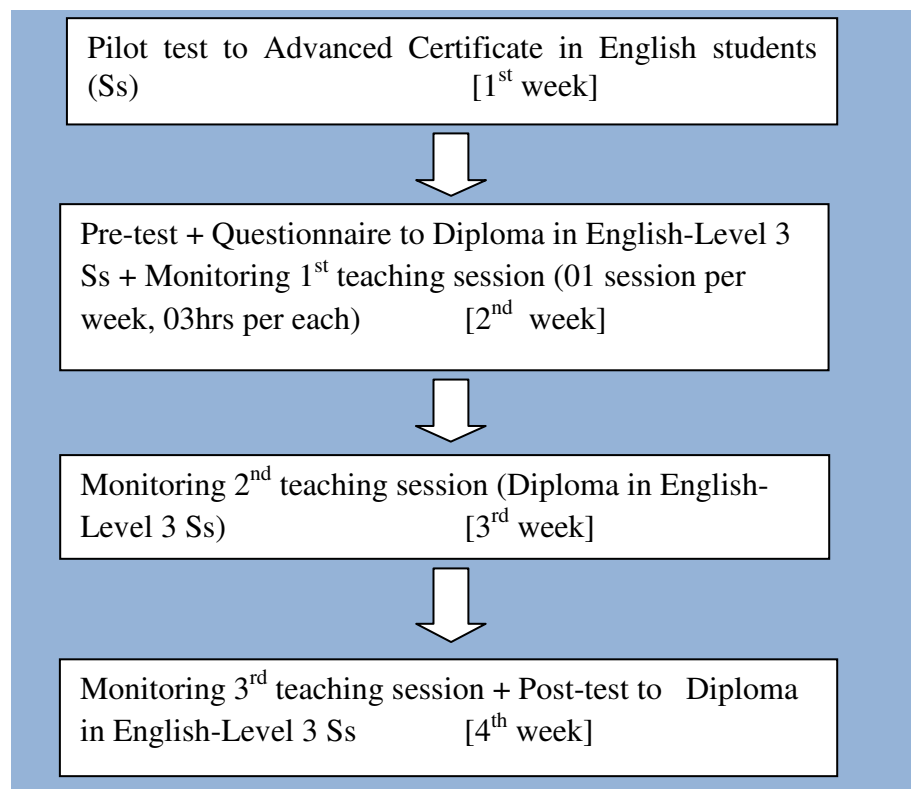 Pilot test to Advanced Certificate in English students
(Ss) [1st week]
Pre-test + Questionnaire to Diploma in English-Level 3
Ss + Monitoring 1st teaching session (01 session per
week, 03hrs per each) [2nd week]
Monitoring 2nd teaching session (Diploma in English-
Level 3 Ss) [3rd week]
Monitoring 3rd teaching session + Post-test to Diploma
in English-Level 3 Ss [4th week]